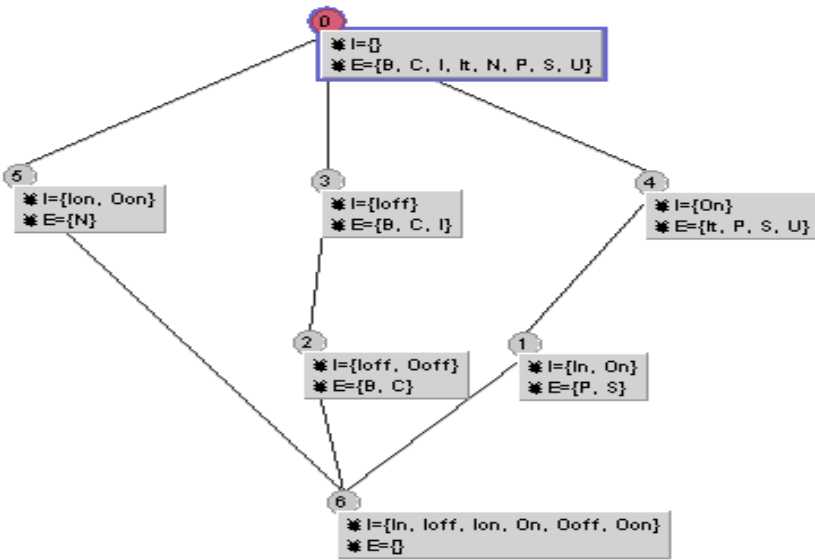 0
I={}
E={B, C, I, It, N, P, S, U}
5
I={Ion, Oon}
E={N}
3
I={Ioff}
E={B, C, I}
4
I={On}
E={It, P, S, U}
2
I={Ioff, Ooff}
E={B, C}
1
I={In, On}
E={P, S}
6
I={In, Ioff, Ion, On, Ooff, Oon}
E={}